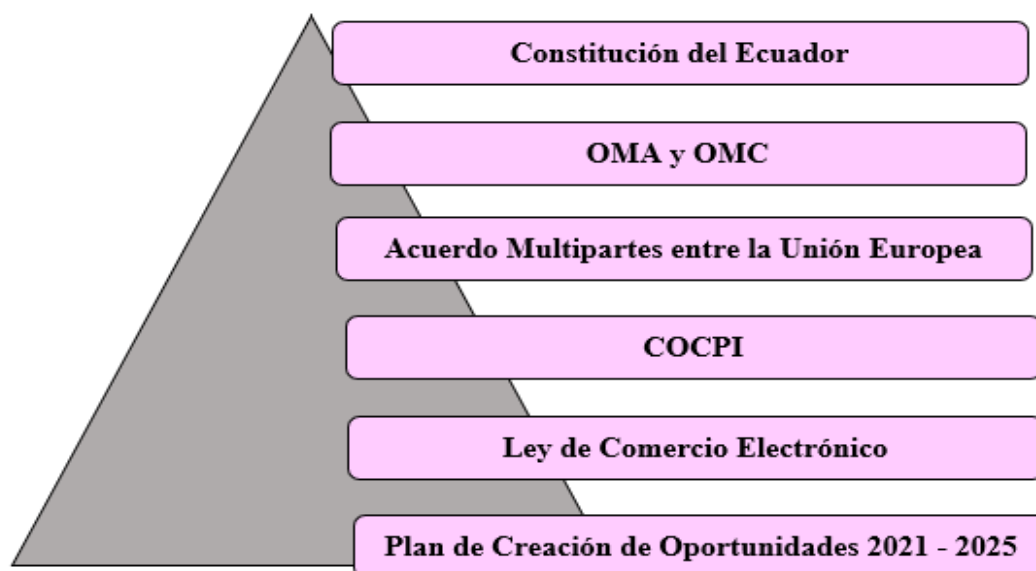 Constitución del Ecuador
OMA y OMC
Acuerdo Multipartes entre la Unión Europea
COCPI
Ley de Comercio Electrónico
Plan de Creación de Oportunidades 2021 - 2025